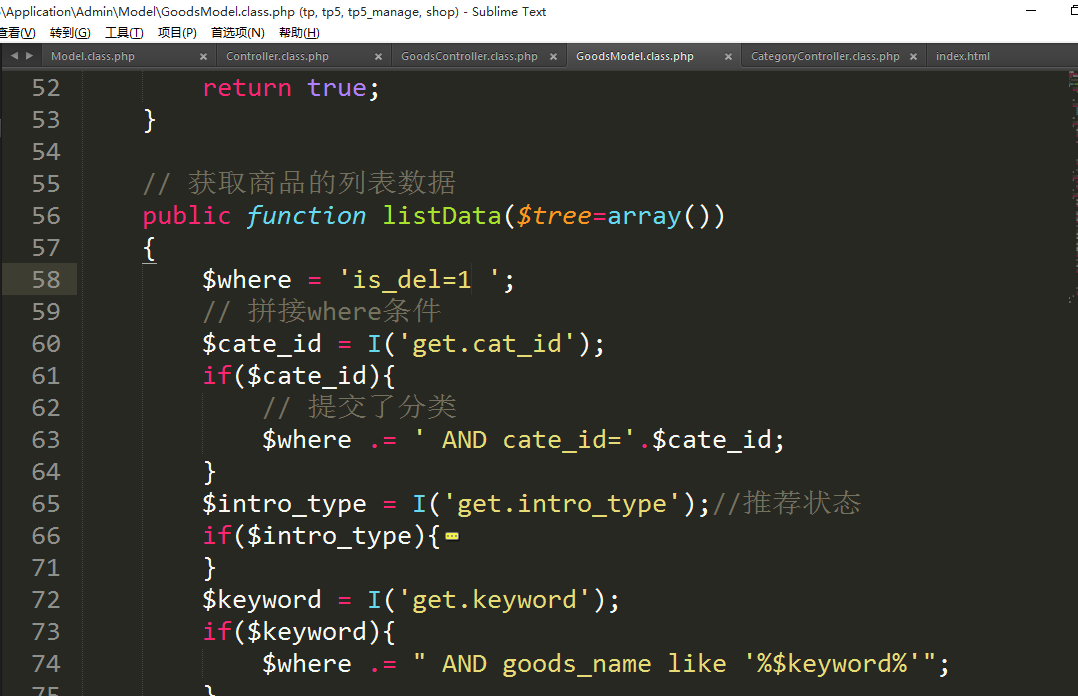 \Application\Admin\Model\GoodsModel.class.php (tp, tp5, tp5_manage, shop) - Sublime Text
查看(V) 转到(G) 工具(T) 项目(P) 首选项(N) 帮助(H)
Model.class.php × Controller.class.php × GoodsController.class.php × GoodsModel.class.php × CategoryController.class.php × index.html
52 return true;
53 }
54
55 // 获取商品的列表数据
56 public function listData($tree=array())
57 {
58 $where = 'is_del=1 ';
59 // 拼接where条件
60 $cate_id = I('get.cat_id');
61 if($cate_id){
62 // 提交了分类
63 $where .= ' AND cate_id='.$cate_id;
64 }
65 $intro_type = I('get.intro_type');//推荐状态
66 if($intro_type){
71 }
72 $keyword = I('get.keyword');
73 if($keyword){
74 $where .= " AND goods_name like '%$keyword%'";
75 }